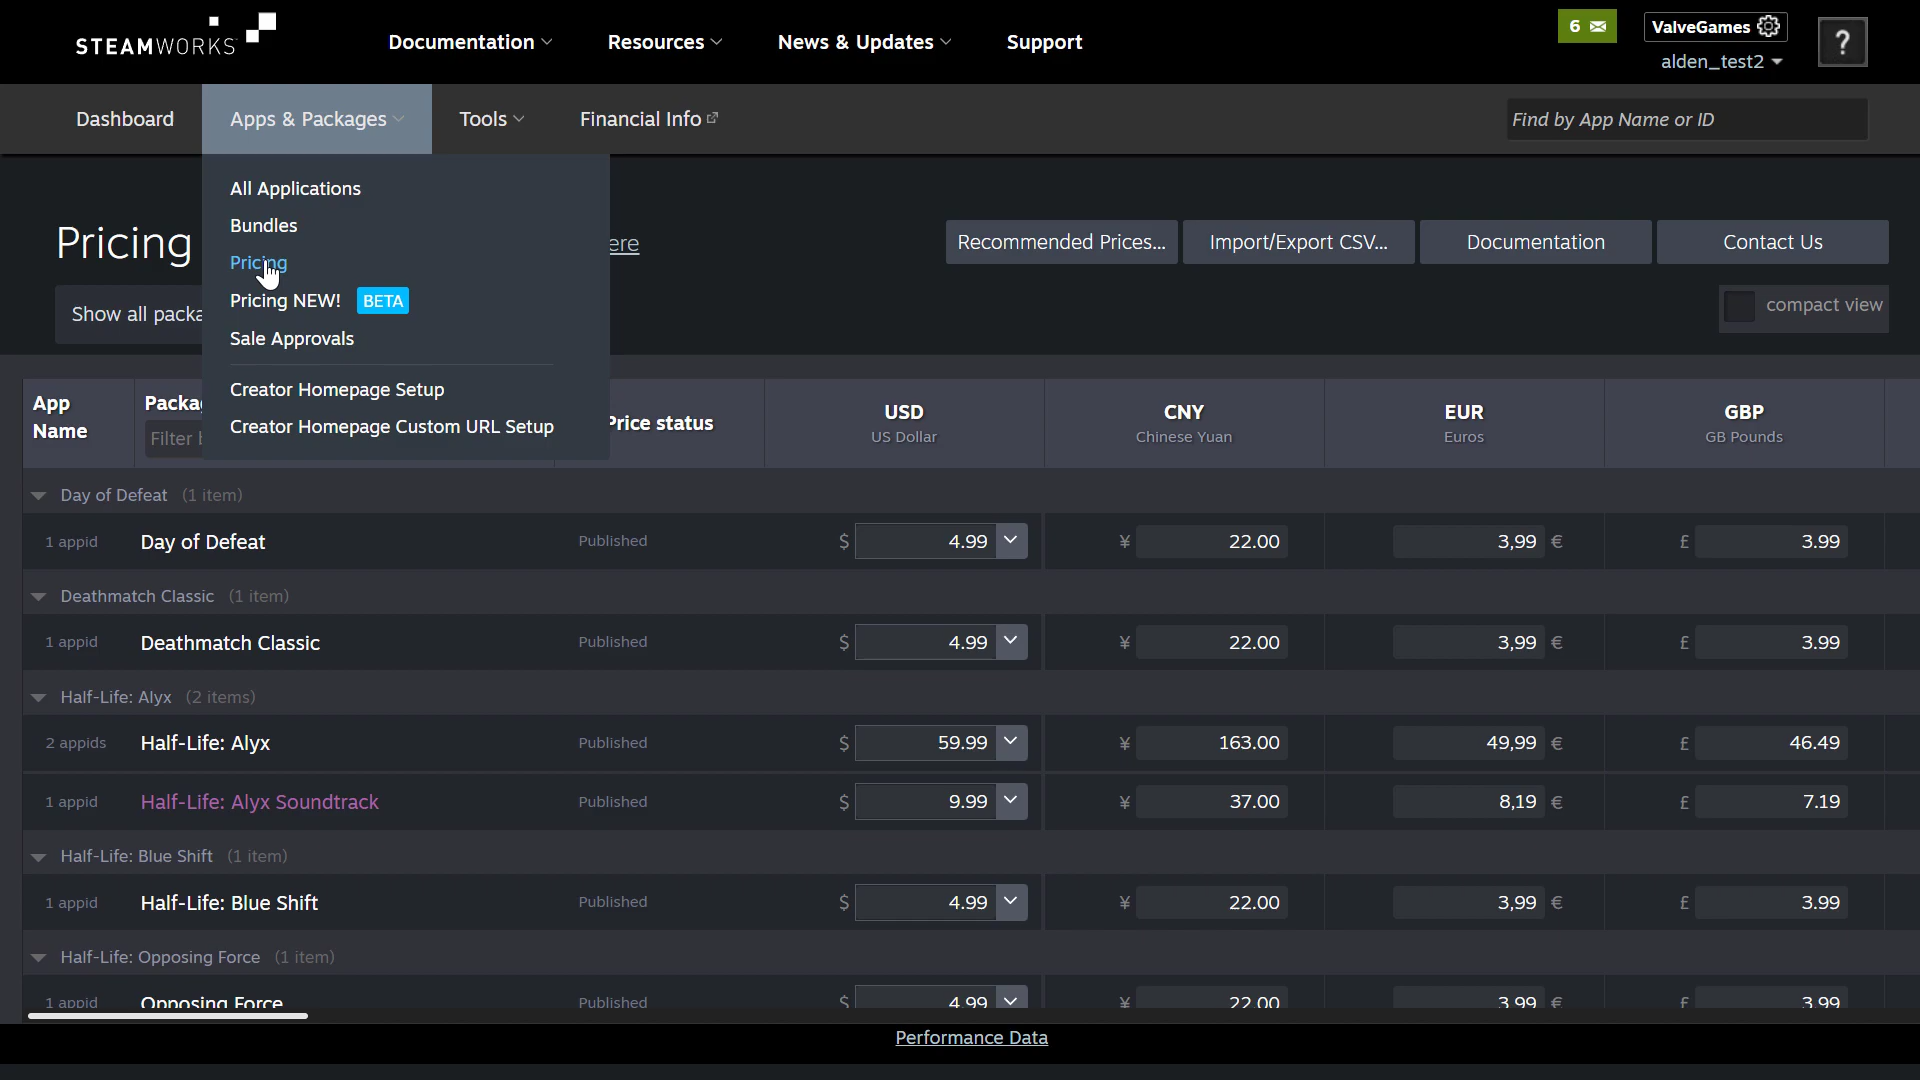 STEAMWORKS
Documentation
Resources
News & Updates
Support
6
ValveGames
alden_test2
?
Dashboard
Apps & Packages
Tools
Financial Info
Find by App Name or ID
All Applications
Bundles
Pricing
Pricing NEW! BETA
Sale Approvals
Creator Homepage Setup
Creator Homepage Custom URL Setup
Pricing
Recommended Prices...
Import/Export CSV...
Documentation
Contact Us
Show all
compact view
App Name
Filter
Price status
USD
US Dollar
CNY
Chinese Yuan
EUR
Euros
GBP
GB Pounds
Day of Defeat (1 item)
1 appid Day of Defeat Published $ 4.99 ¥ 22.00 3,99 € £ 3.99
Deathmatch Classic (1 item)
1 appid Deathmatch Classic Published $ 4.99 ¥ 22.00 3,99 € £ 3.99
Half-Life: Alyx (2 items)
2 appids Half-Life: Alyx Published $ 59.99 ¥ 163.00 49,99 € £ 46.49
1 appid Half-Life: Alyx Soundtrack Published $ 9.99 ¥ 37.00 8,19 € £ 7.19
Half-Life: Blue Shift (1 item)
1 appid Half-Life: Blue Shift Published $ 4.99 ¥ 22.00 3,99 € £ 3.99
Half-Life: Opposing Force (1 item)
1 appid Opposing Force Published $ 4.99 ¥ 22.00 3,99 € £ 3.99
Performance Data